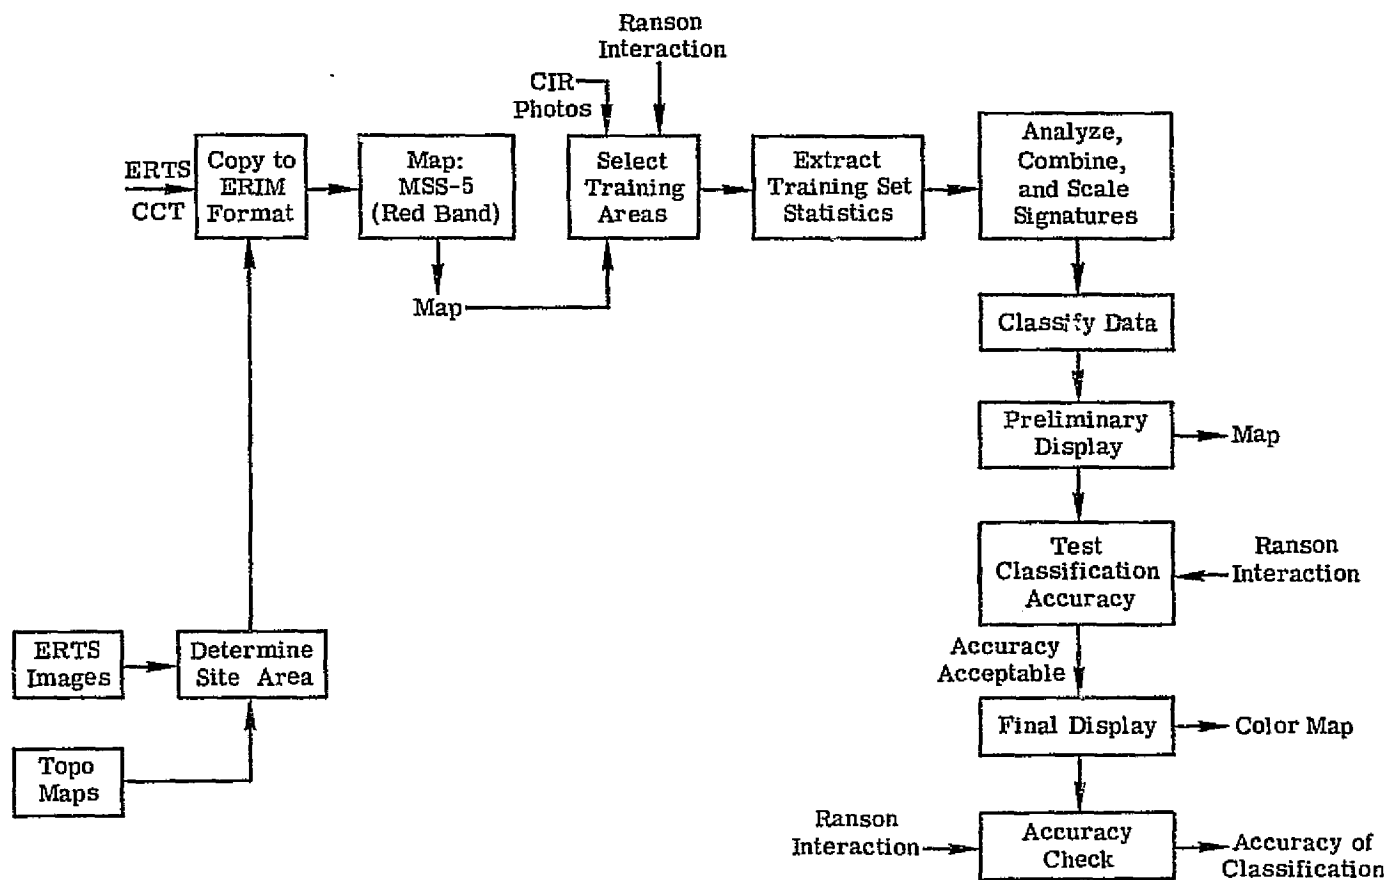 Ranson
Interaction
CIR
Photos
ERTS
CCT
Copy to
ERIM
Format
Map:
MSS-5
(Red Band)
Select
Training
Areas
Extract
Training Set
Statistics
Analyze,
Combine,
and Scale
Signatures
Map
Classify Data
Preliminary
Display
Map
Test
Classification
Accuracy
Ranson
Interaction
ERTS
Images
Determine
Site Area
Accuracy
Acceptable
Final Display
Color Map
Topo
Maps
Ranson
Interaction
Accuracy
Check
Accuracy of
Classification